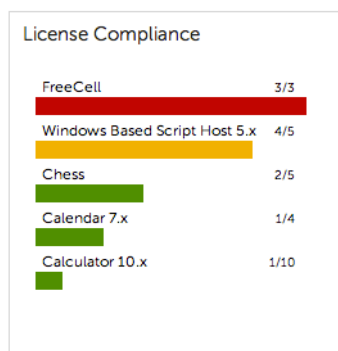 License Compliance
FreeCell 3/3
Windows Based Script Host 5.x 4/5
Chess 2/5
Calendar 7.x 1/4
Calculator 10.x 1/10